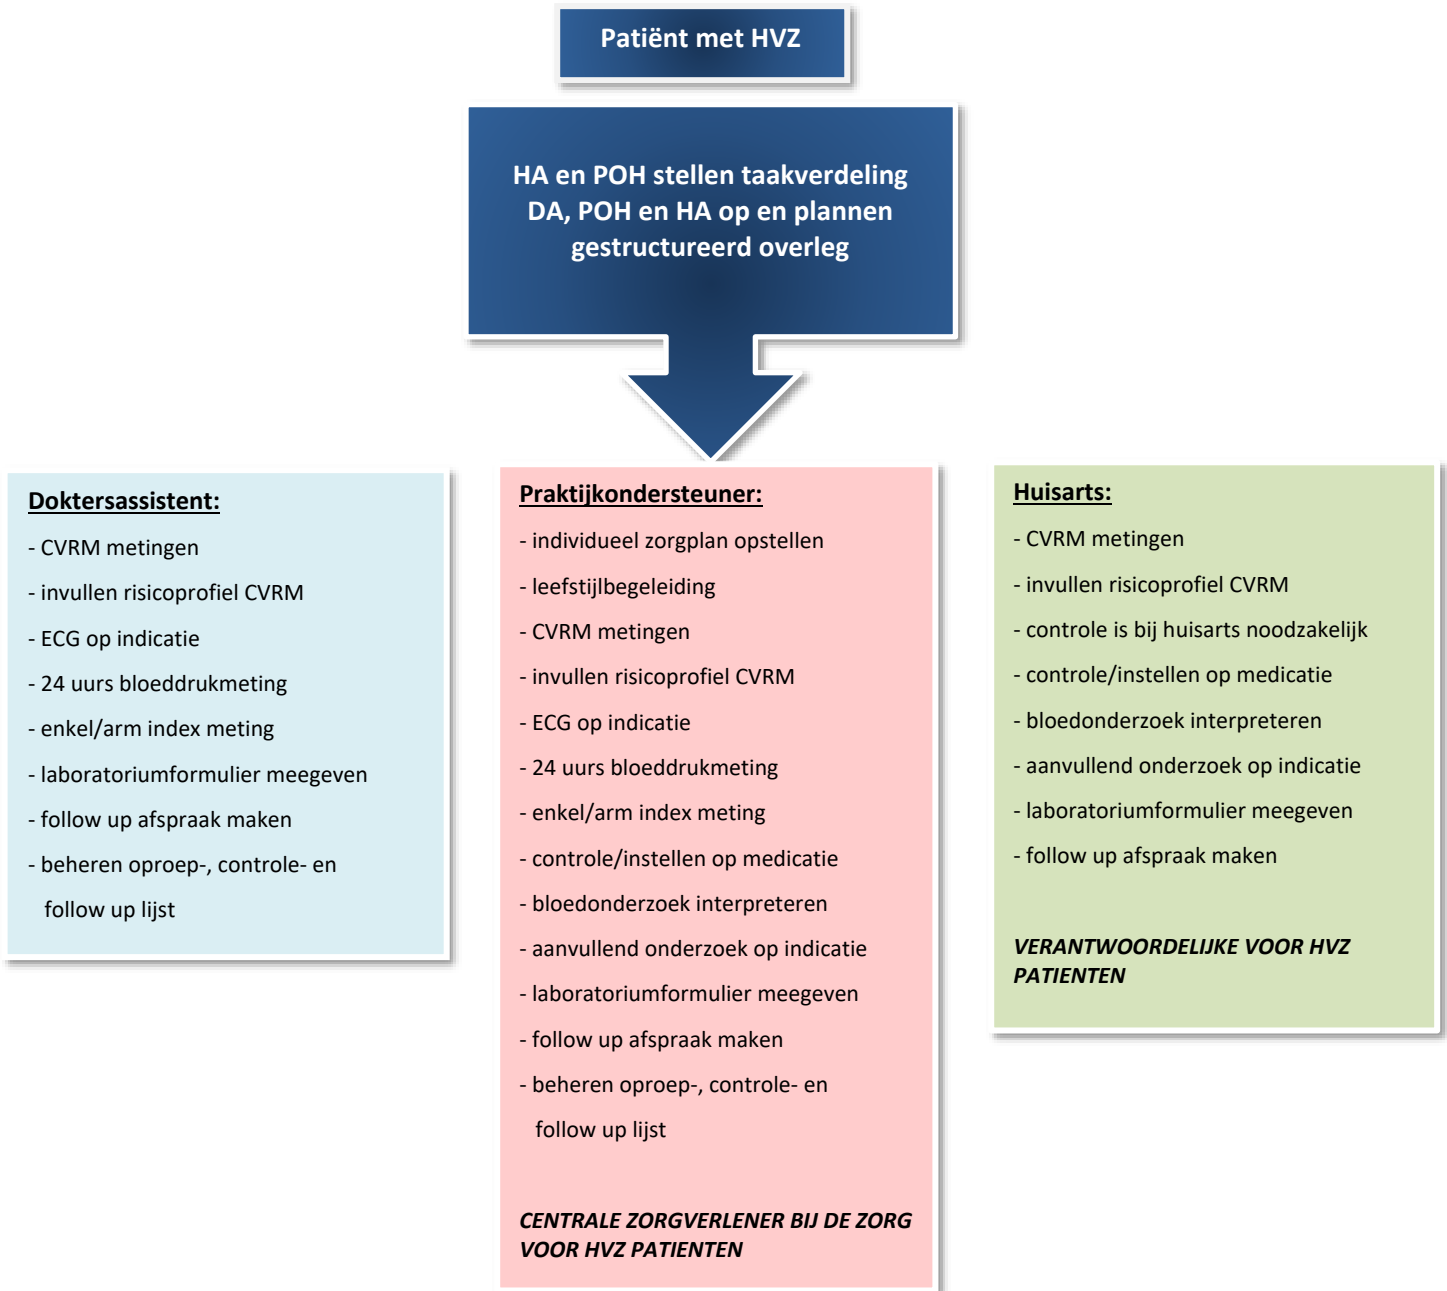 Patiënt met HVZ
HA en POH stellen taakverdeling
DA, POH en HA op en plannen
gestructureerd overleg
Doktersassistent:
- CVRM metingen
- invullen risicoprofiel CVRM
- ECG op indicatie
- 24 uurs bloeddrukmeting
- enkel/arm index meting
- laboratoriumformulier meegeven
- follow up afspraak maken
- beheren oproep-, controle- en
follow up lijst
Praktijkondersteuner:
- individueel zorgplan opstellen
- leefstijlbegeleiding
- CVRM metingen
- invullen risicoprofiel CVRM
- ECG op indicatie
- 24 uurs bloeddrukmeting
- enkel/arm index meting
- controle/instellen op medicatie
- bloedonderzoek interpreteren
- aanvullend onderzoek op indicatie
- laboratoriumformulier meegeven
- follow up afspraak maken
- beheren oproep-, controle- en
follow up lijst
CENTRALE ZORGVERLENER BIJ DE ZORG
VOOR HVZ PATIENTEN
Huisarts:
- CVRM metingen
- invullen risicoprofiel CVRM
- controle is bij huisarts noodzakelijk
- controle/instellen op medicatie
- bloedonderzoek interpreteren
- aanvullend onderzoek op indicatie
- laboratoriumformulier meegeven
- follow up afspraak maken
VERANTWOORDELIJKE VOOR HVZ
PATIENTEN